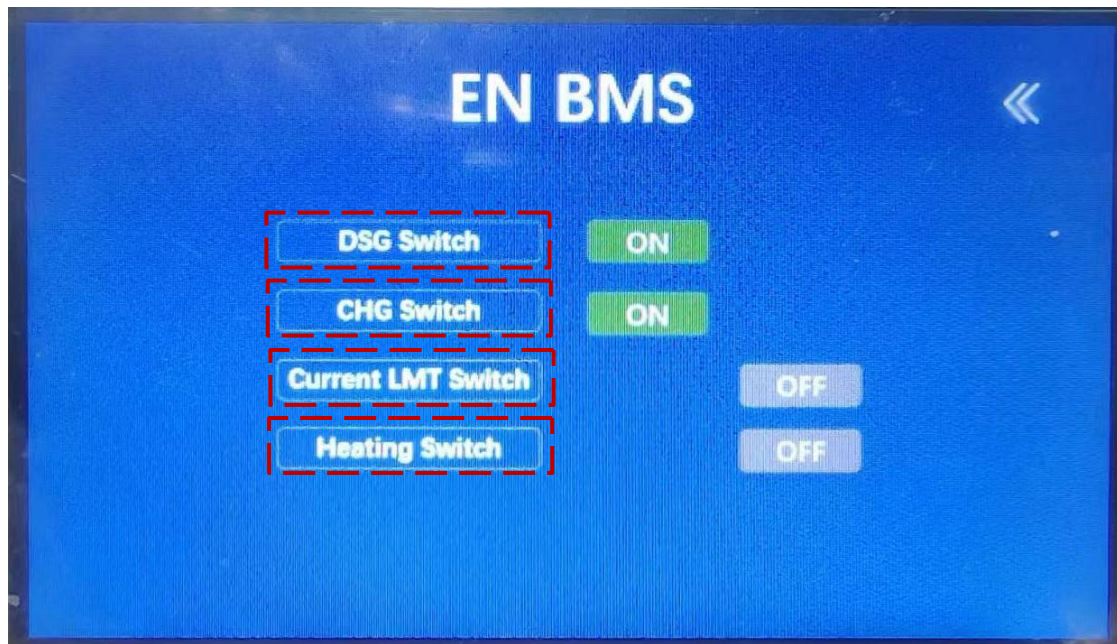 EN BMS
DSG Switch ON
CHG Switch ON
Current LMT Switch OFF
Heating Switch OFF